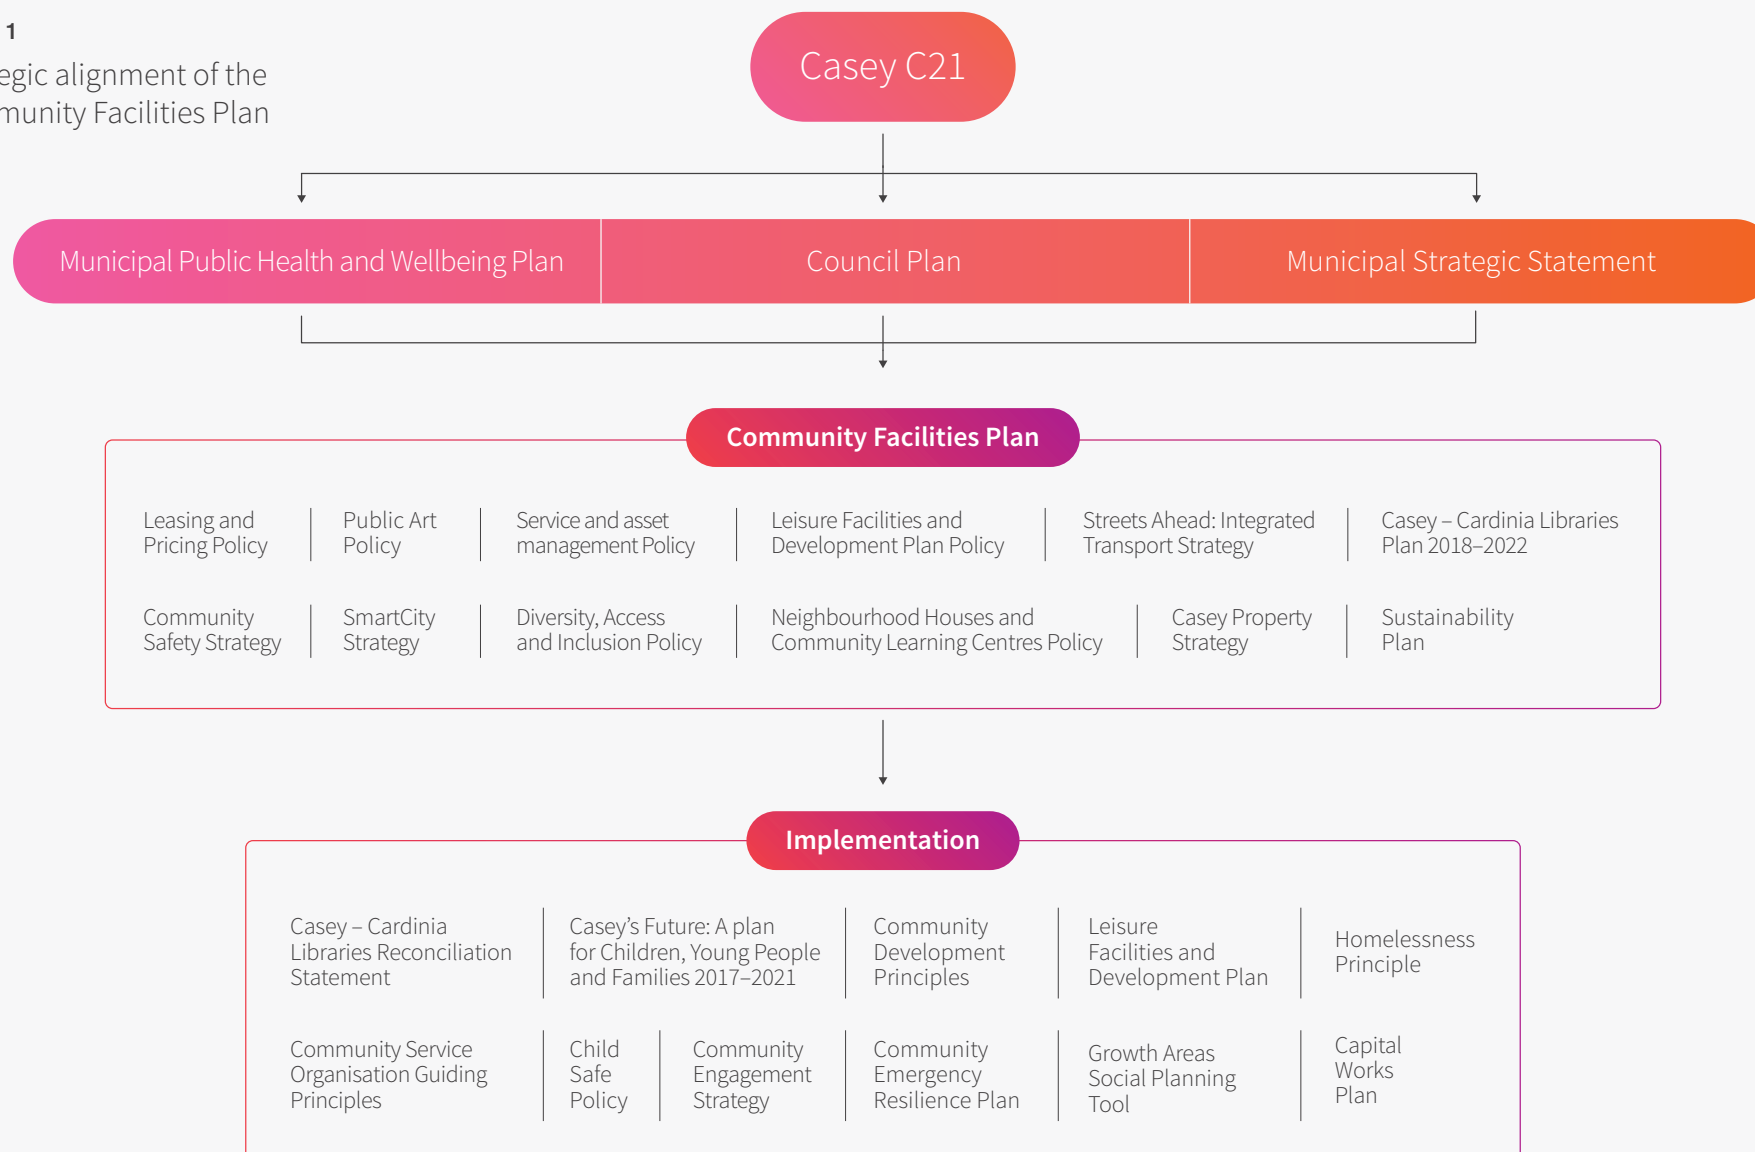 1
egic alignment of the
munity Facilities Plan
Casey C21
Municipal Public Health and Wellbeing Plan
Council Plan
Municipal Strategic Statement
Community Facilities Plan
Leasing and
Pricing Policy
Public Art
Policy
Service and asset
management Policy
Leisure Facilities and
Development Plan Policy
Streets Ahead: Integrated
Transport Strategy
Casey – Cardinia Libraries
Plan 2018–2022
Community
Safety Strategy
SmartCity
Strategy
Diversity, Access
and Inclusion Policy
Neighbourhood Houses and
Community Learning Centres Policy
Casey Property
Strategy
Sustainability
Plan
Implementation
Casey – Cardinia
Libraries Reconciliation
Statement
Casey’s Future: A plan
for Children, Young People
and Families 2017–2021
Community
Development
Principles
Leisure
Facilities and
Development Plan
Homelessness
Principle
Community Service
Organisation Guiding
Principles
Child
Safe
Policy
Community
Engagement
Strategy
Community
Emergency
Resilience Plan
Growth Areas
Social Planning
Tool
Capital
Works
Plan